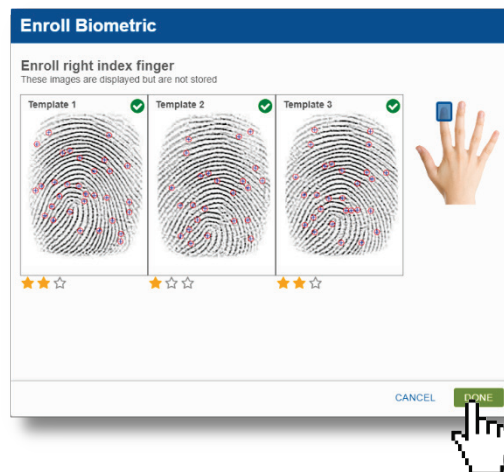 Enroll Biometric
Enroll right index finger
These images are displayed but are not stored
Template 1
Template 2
Template 3
CANCEL
DONE